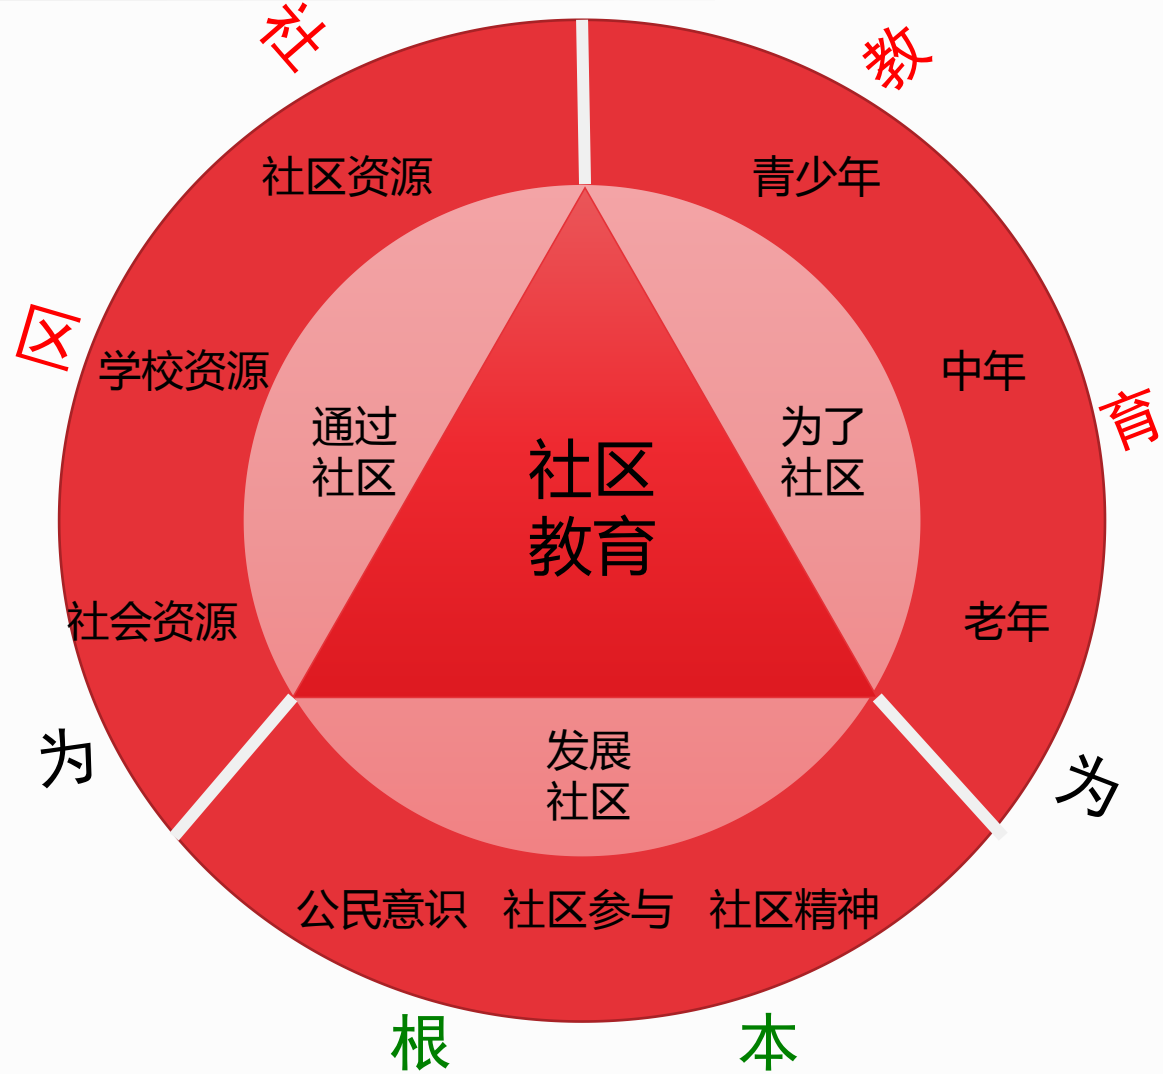 社
教
社区资源
青少年
区
学校资源
中年
育
通过
社区
为了
社区
社区
教育
社会资源
老年
为
为
发展
社区
公民意识 社区参与 社区精神
根
本